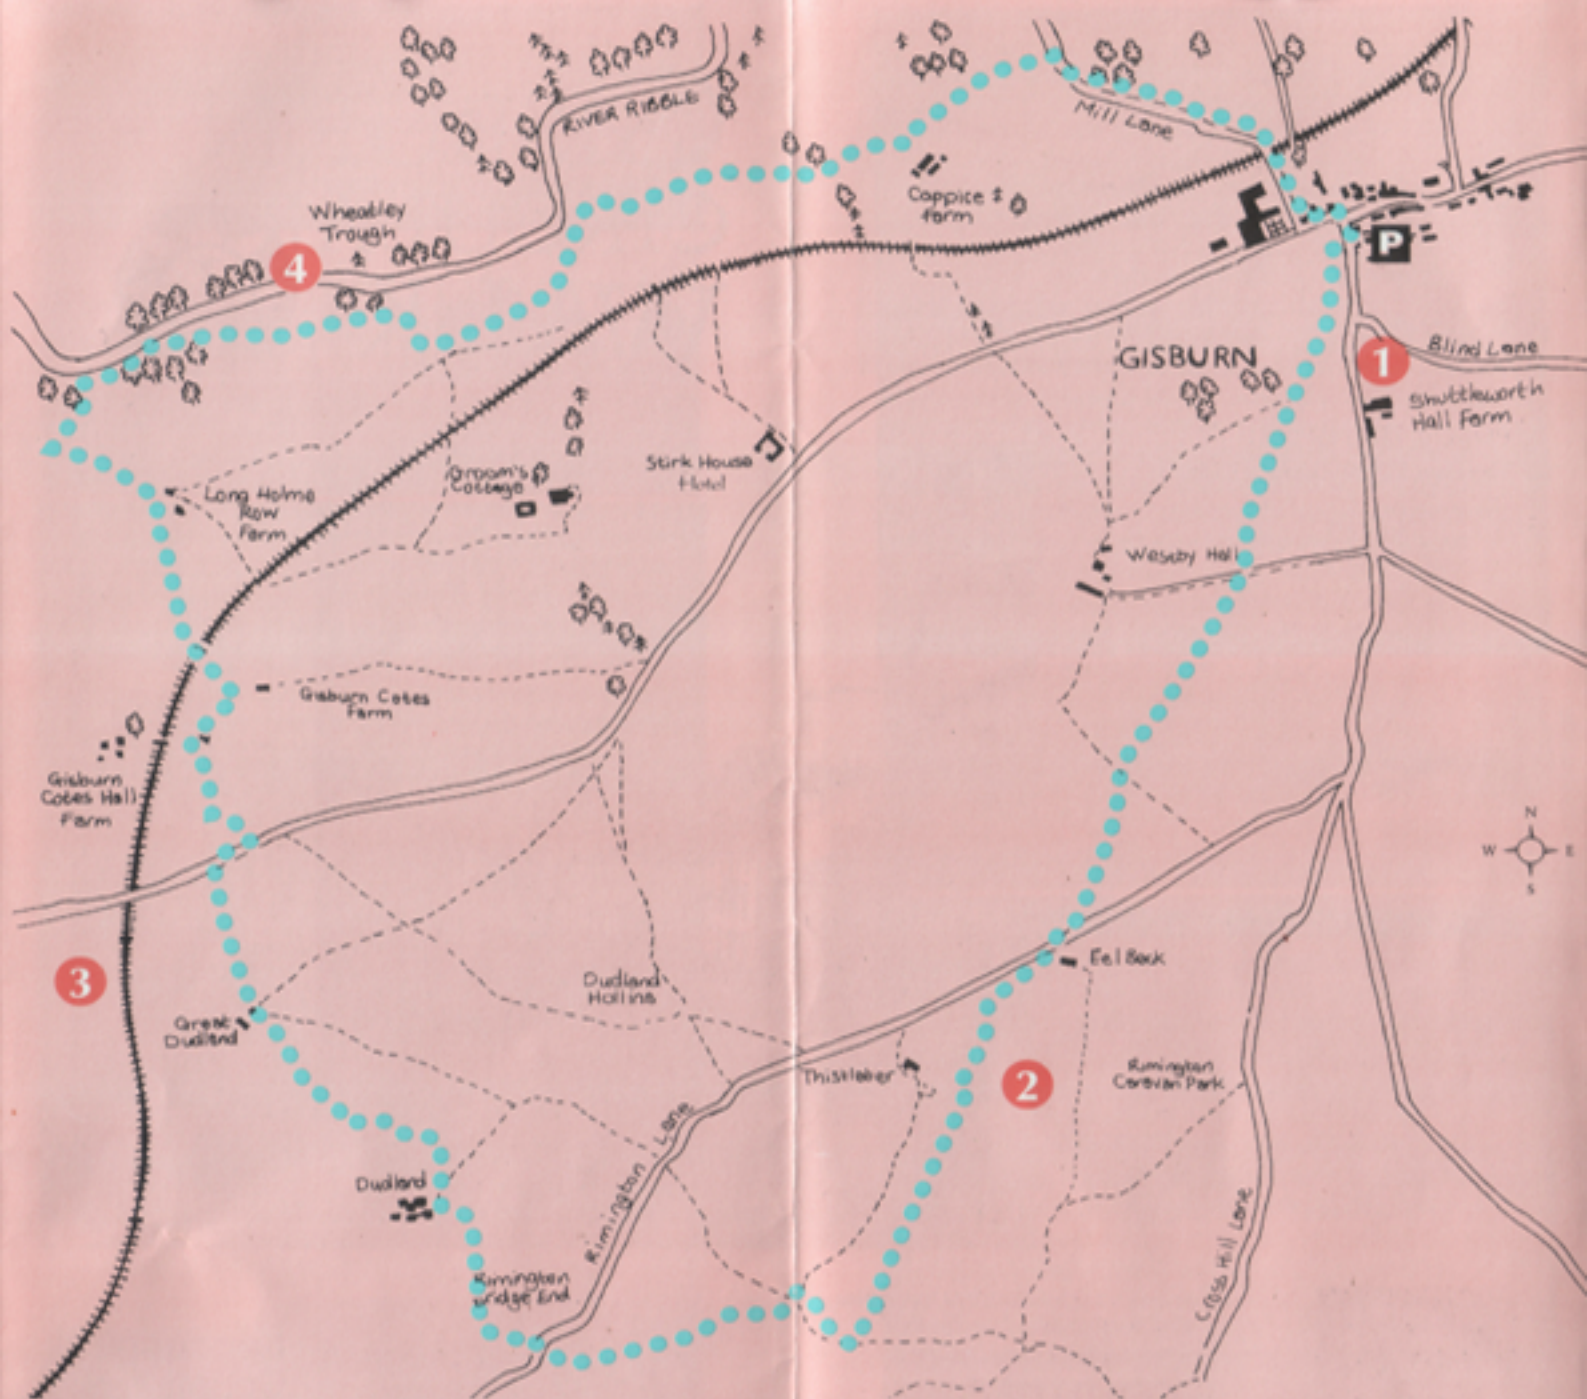 RIVER RIBBLE
Mill Lane
Wheatley
Trough
4
Coppice
farm
P
GISBURN
1
Blind Lane
Shuttleworth
Hall Farm
Stirk House
Hotel
Groom's
Cottage
Long Holme
Row
Farm
Weseby Hall
Gisburn Cotes
Farm
Gisburn
Cotes Hall
Farm
N
W E
S
3
Eel Beck
Dudland
Hollins
Great
Dudland
Thistleber
2
Rimington
Caravan Park
Dudland
Rimington Lane
Rimington
Bridge End
Cross Hill Lane